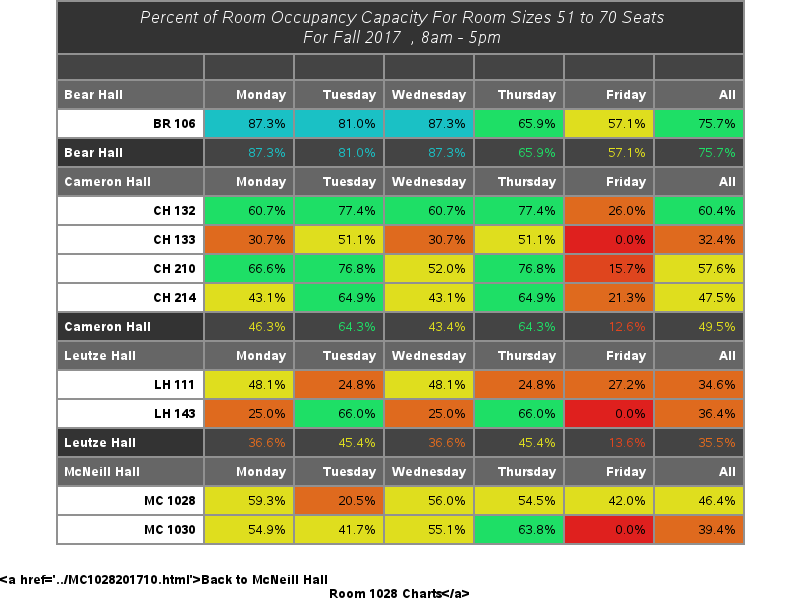 Percent of Room Occupancy Capacity For Room Sizes 51 to 70 Seats
For Fall 2017 , 8am - 5pm
Bear Hall Monday Tuesday Wednesday Thursday Friday All
BR 106 87.3% 81.0% 87.3% 65.9% 57.1% 75.7%
Bear Hall 87.3% 81.0% 87.3% 65.9% 57.1% 75.7%
Cameron Hall Monday Tuesday Wednesday Thursday Friday All
CH 132 60.7% 77.4% 60.7% 77.4% 26.0% 60.4%
CH 133 30.7% 51.1% 30.7% 51.1% 0.0% 32.4%
CH 210 66.6% 76.8% 52.0% 76.8% 15.7% 57.6%
CH 214 43.1% 64.9% 43.1% 64.9% 21.3% 47.5%
Cameron Hall 46.3% 64.3% 43.4% 64.3% 12.6% 49.5%
Leutze Hall Monday Tuesday Wednesday Thursday Friday All
LH 111 48.1% 24.8% 48.1% 24.8% 27.2% 34.6%
LH 143 25.0% 66.0% 25.0% 66.0% 0.0% 36.4%
Leutze Hall 36.6% 45.4% 36.6% 45.4% 13.6% 35.5%
McNeill Hall Monday Tuesday Wednesday Thursday Friday All
MC 1028 59.3% 20.5% 56.0% 54.5% 42.0% 46.4%
MC 1030 54.9% 41.7% 55.1% 63.8% 0.0% 39.4%
<a href='../MC1028201710.html'>Back to McNeill Hall
Room 1028 Charts</a>